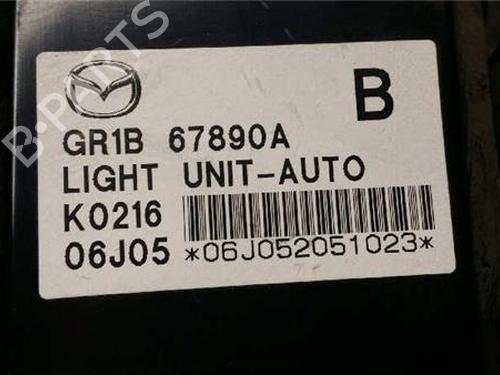 B-PARTS
B
GR1B 67890A
LIGHT UNIT-AUTO
K0216
06J05 *06J052051023*